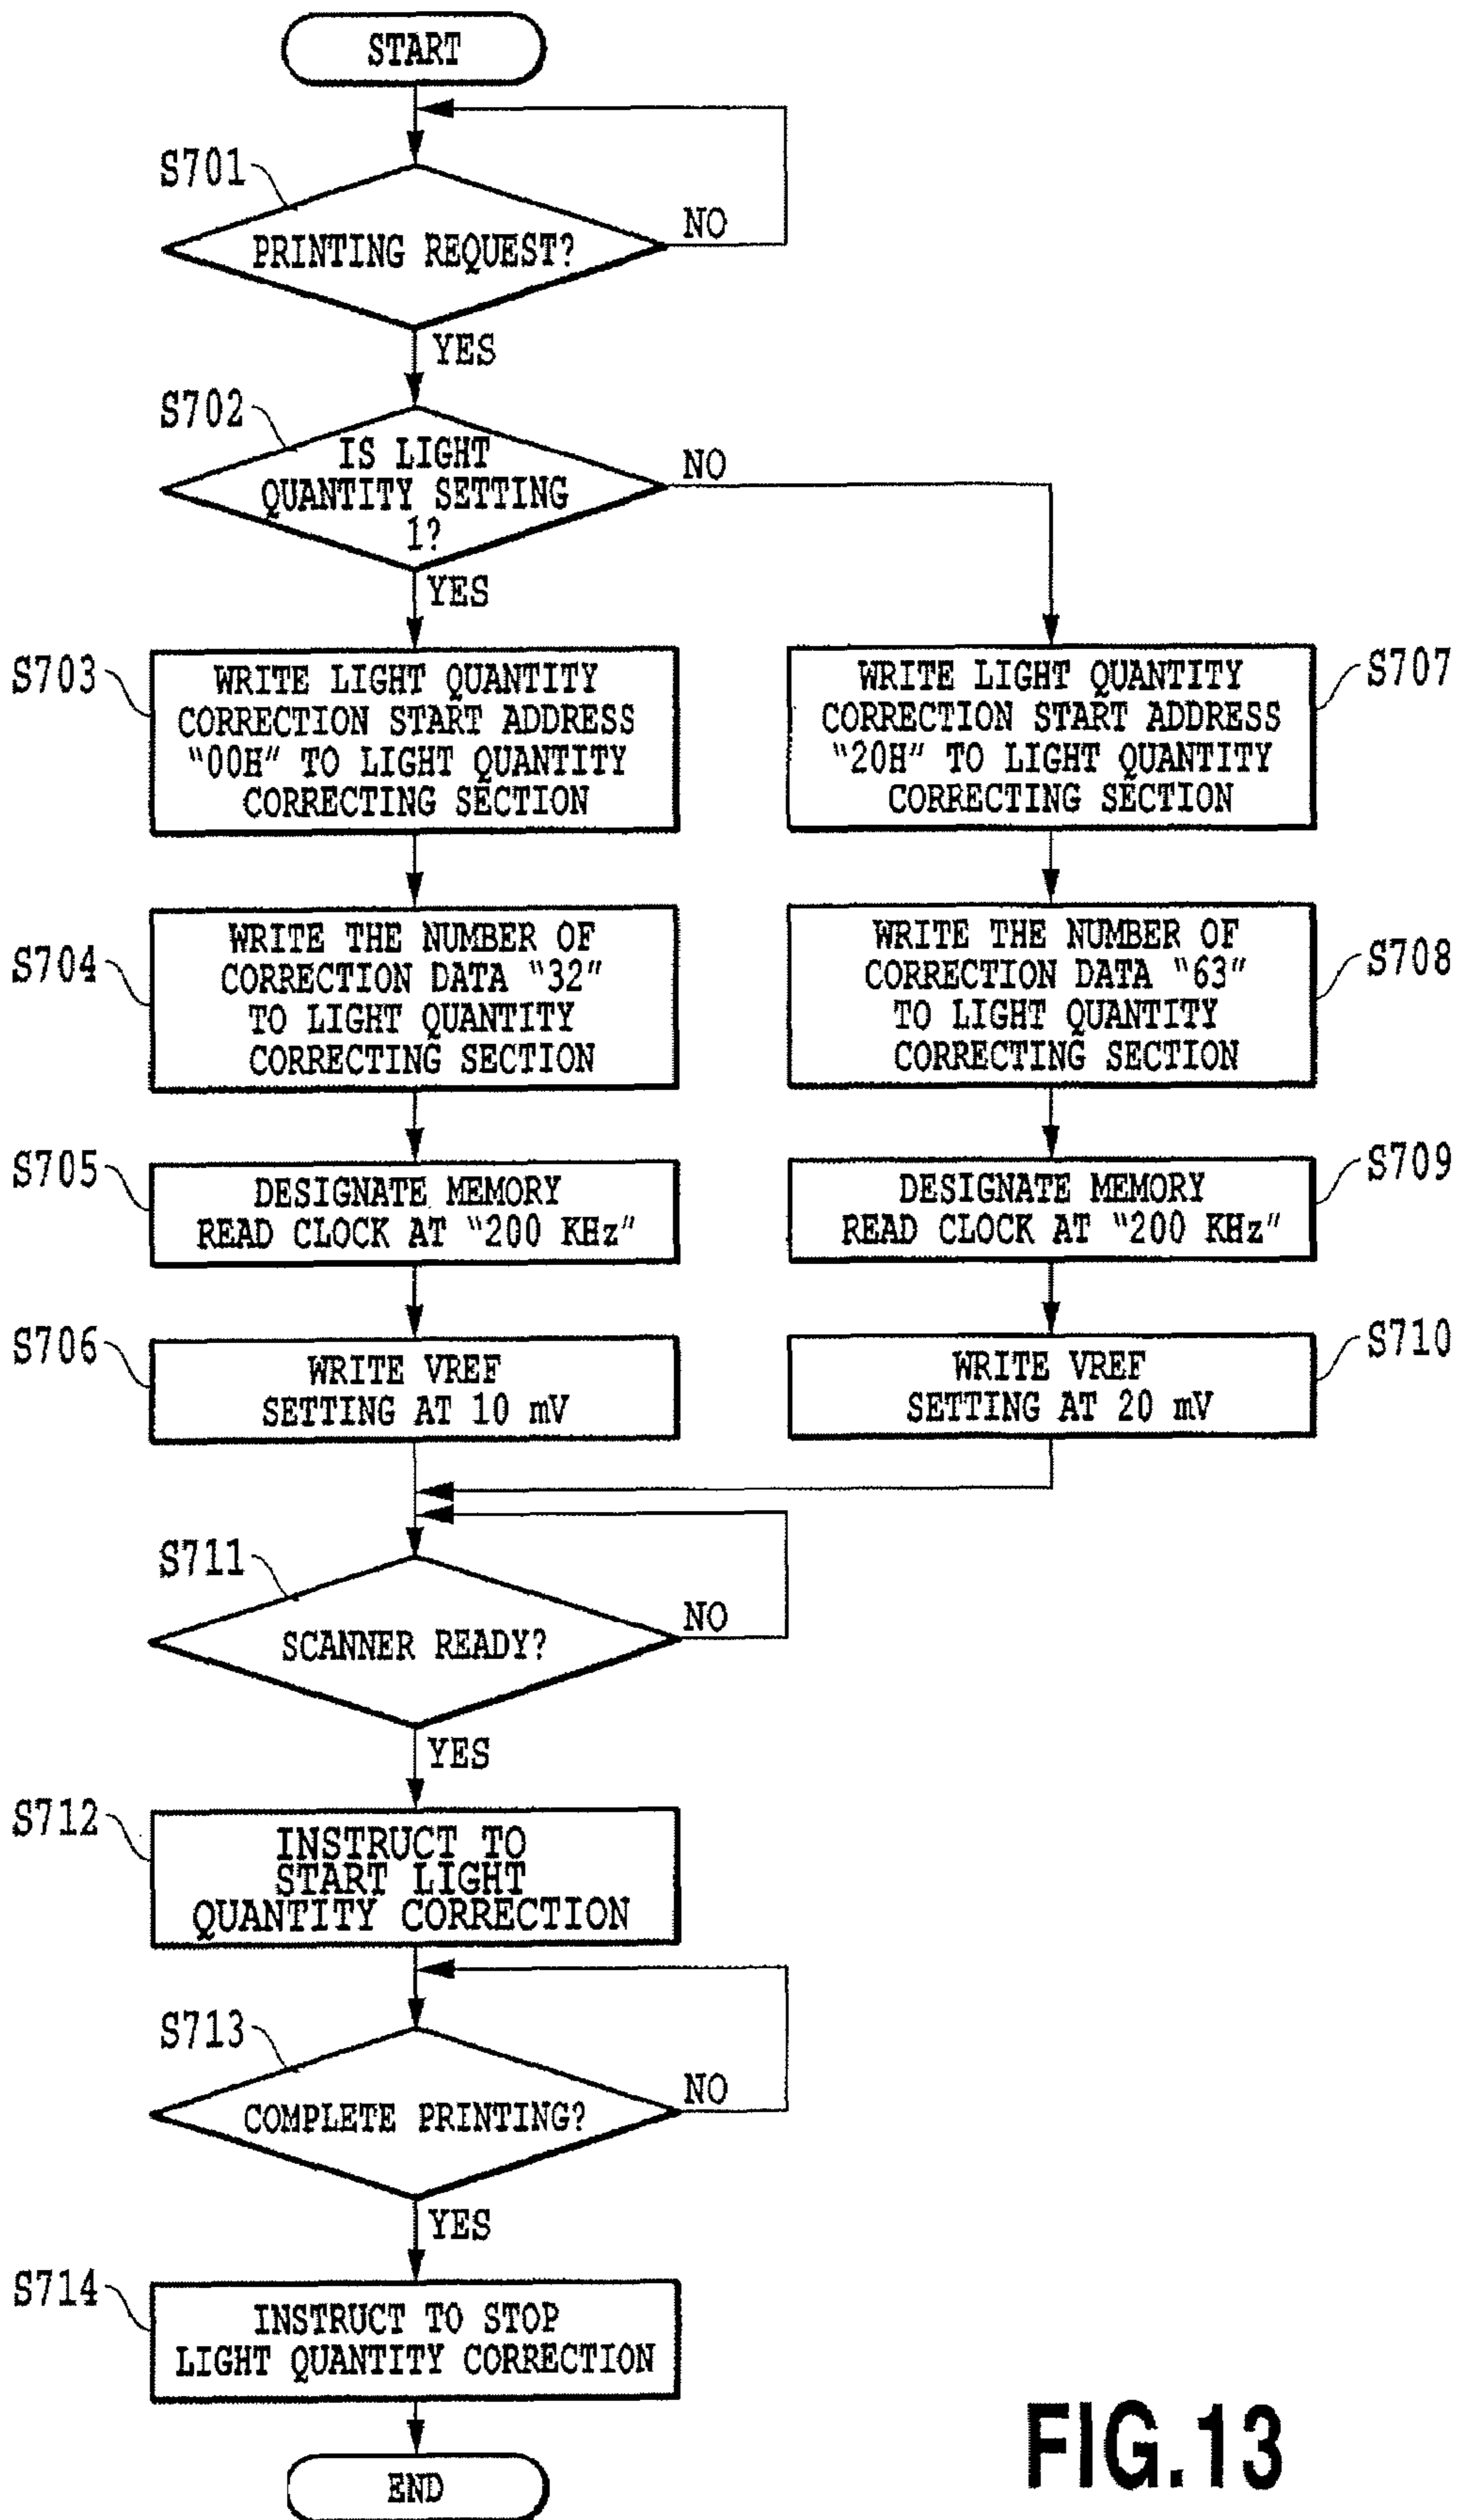 START
S701
PRINTING REQUEST?
NO
YES
S702
IS LIGHT
QUANTITY SETTING
1?
NO
YES
S703
WRITE LIGHT QUANTITY
CORRECTION START ADDRESS
"00H" TO LIGHT QUANTITY
CORRECTING SECTION
S707
WRITE LIGHT QUANTITY
CORRECTION START ADDRESS
"20H" TO LIGHT QUANTITY
CORRECTING SECTION
S704
WRITE THE NUMBER OF
CORRECTION DATA "32"
TO LIGHT QUANTITY
CORRECTING SECTION
S708
WRITE THE NUMBER OF
CORRECTION DATA "63"
TO LIGHT QUANTITY
CORRECTING SECTION
S705
DESIGNATE MEMORY
READ CLOCK AT "200 KHz"
S709
DESIGNATE MEMORY
READ CLOCK AT "200 KHz"
S706
WRITE VREF
SETTING AT 10 mV
S710
WRITE VREF
SETTING AT 20 mV
S711
SCANNER READY?
NO
YES
S712
INSTRUCT TO
START LIGHT
QUANTITY CORRECTION
S713
COMPLETE PRINTING?
NO
YES
S714
INSTRUCT TO STOP
LIGHT QUANTITY CORRECTION
END
FIG.13